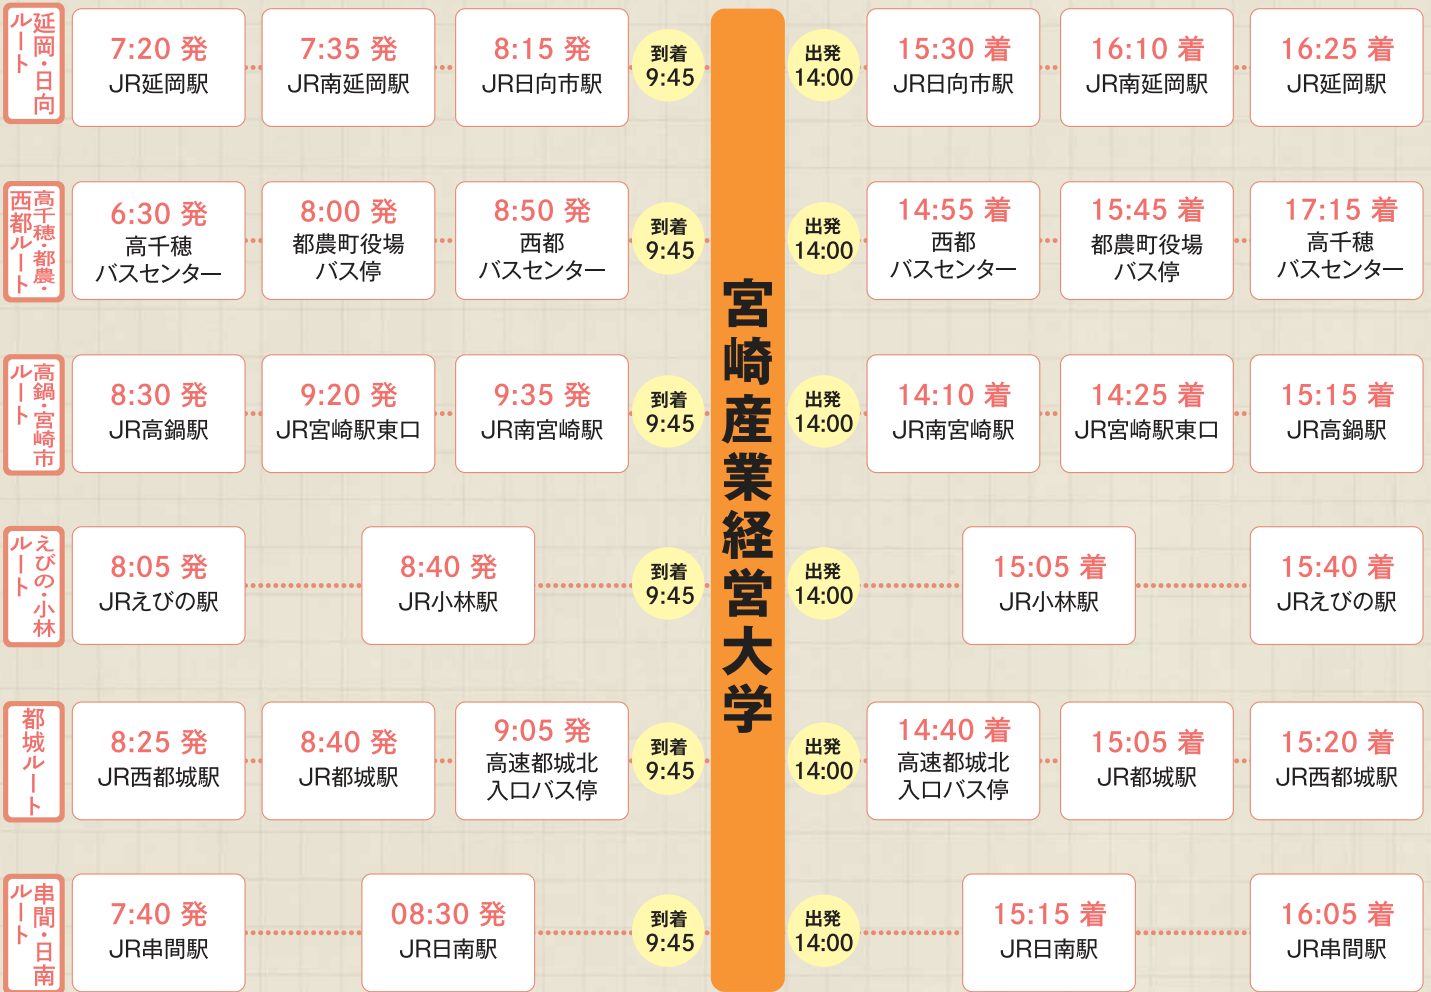 延岡・日向
ルート
7:20 発
JR延岡駅
7:35 発
JR南延岡駅
8:15 発
JR日向市駅
到着
9:45
出発
14:00
15:30 着
JR日向市駅
16:10 着
JR南延岡駅
16:25 着
JR延岡駅
高千穂・都農・
西都ルート
6:30 発
高千穂
バスセンター
8:00 発
都農町役場
バス停
8:50 発
西都
バスセンター
到着
9:45
出発
14:00
14:55 着
西都
バスセンター
15:45 着
都農町役場
バス停
17:15 着
高千穂
バスセンター
高鍋・宮崎市
ルート
8:30 発
JR高鍋駅
9:20 発
JR宮崎駅東口
9:35 発
JR南宮崎駅
到着
9:45
宮崎産業経営大学
出発
14:00
14:10 着
JR南宮崎駅
14:25 着
JR宮崎駅東口
15:15 着
JR高鍋駅
えびの・小林
ルート
8:05 発
JRえびの駅
8:40 発
JR小林駅
到着
9:45
出発
14:00
15:05 着
JR小林駅
15:40 着
JRえびの駅
都城ルート
8:25 発
JR西都城駅
8:40 発
JR都城駅
9:05 発
高速都城北
入口バス停
到着
9:45
出発
14:00
14:40 着
高速都城北
入口バス停
15:05 着
JR都城駅
15:20 着
JR西都城駅
串間・日南
ルート
7:40 発
JR串間駅
08:30 発
JR日南駅
到着
9:45
出発
14:00
15:15 着
JR日南駅
16:05 着
JR串間駅